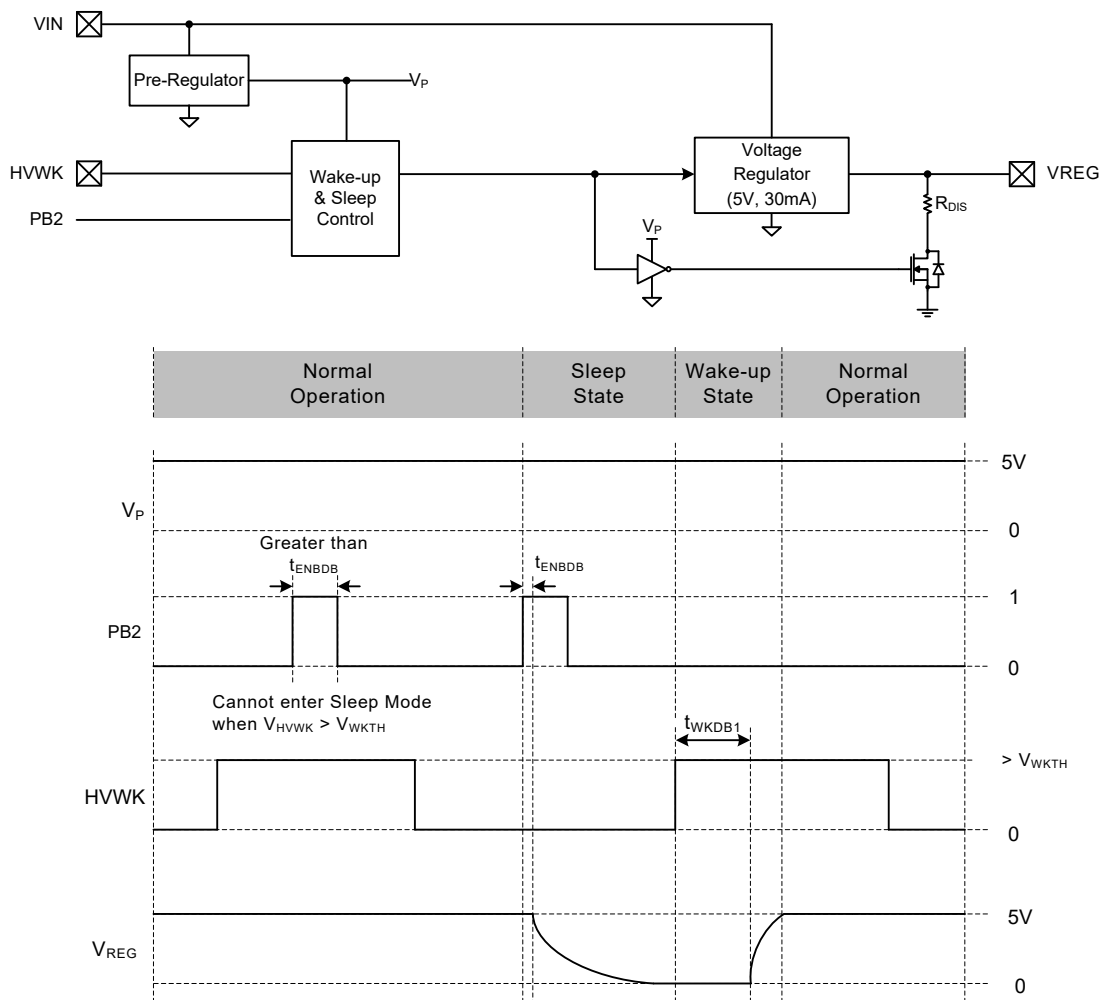 VIN
Pre-Regulator
VP
HVWK
Wake-up
& Sleep
Control
PB2
Voltage
Regulator
(5V, 30mA)
VREG
RDIS
VP
Normal
Operation
Sleep
State
Wake-up
State
Normal
Operation
5V
VP
0
Greater than
tENBDB
tENBDB
1
PB2
0
Cannot enter Sleep Mode
when VHVWK > VWKTH
tWKDB1
> VWKTH
HVWK
0
5V
VREG
0